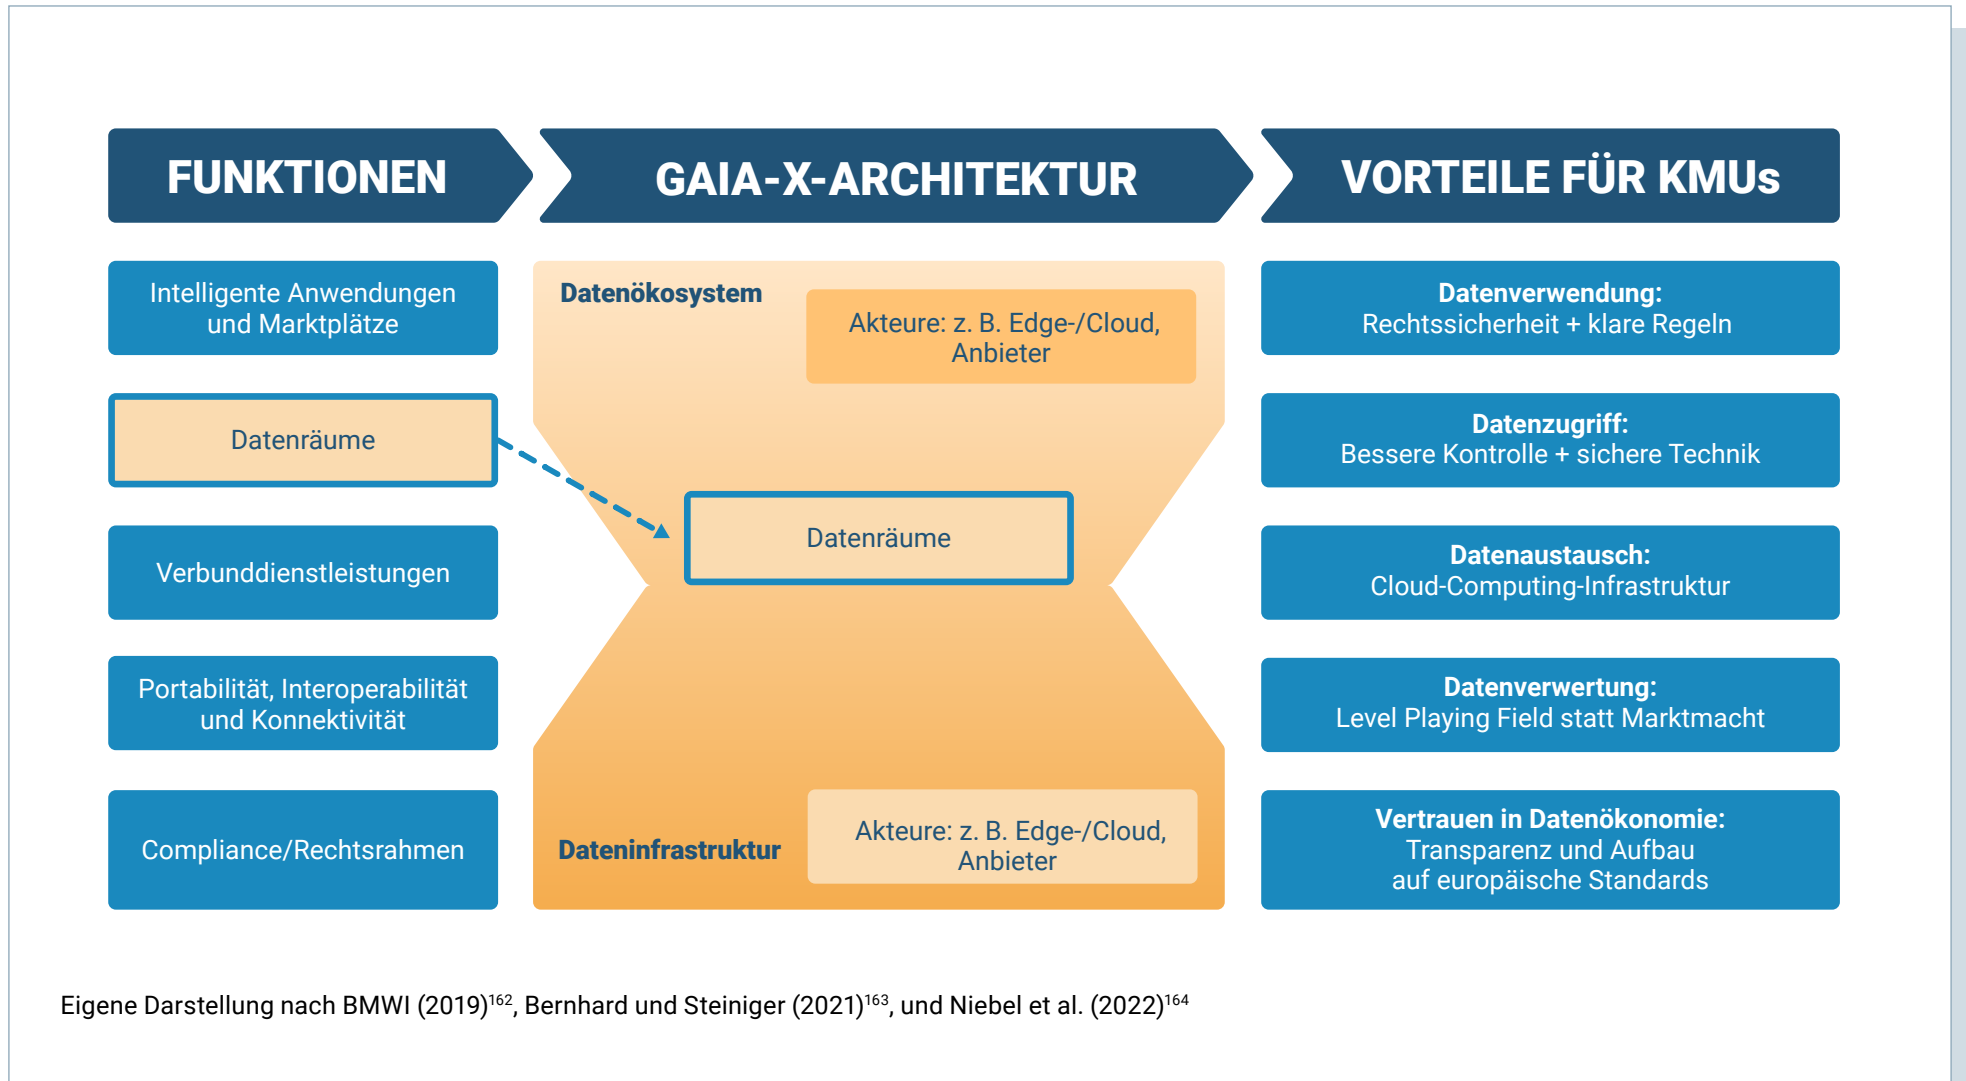 FUNKTIONEN
Intelligente Anwendungen
und Marktplätze
Datenräume
Verbunddienstleistungen
Portabilität, Interoperabilität
und Konnektivität
Compliance/Rechtsrahmen
GAIA-X-ARCHITEKTUR
Datenökosystem
Akteure: z. B. Edge-/Cloud,
Anbieter
Datenräume
Dateninfrastruktur
Akteure: z. B. Edge-/Cloud,
Anbieter
VORTEILE FÜR KMUs
Datenverwendung:
Rechtssicherheit + klare Regeln
Datenzugriff:
Bessere Kontrolle + sichere Technik
Datenaustausch:
Cloud-Computing-Infrastruktur
Datenverwertung:
Level Playing Field statt Marktmacht
Vertrauen in Datenökonomie:
Transparenz und Aufbau
auf europäische Standards
Eigene Darstellung nach BMWI (2019)¹⁶², Bernhard und Steiniger (2021)¹⁶³, und Niebel et al. (2022)¹⁶⁴